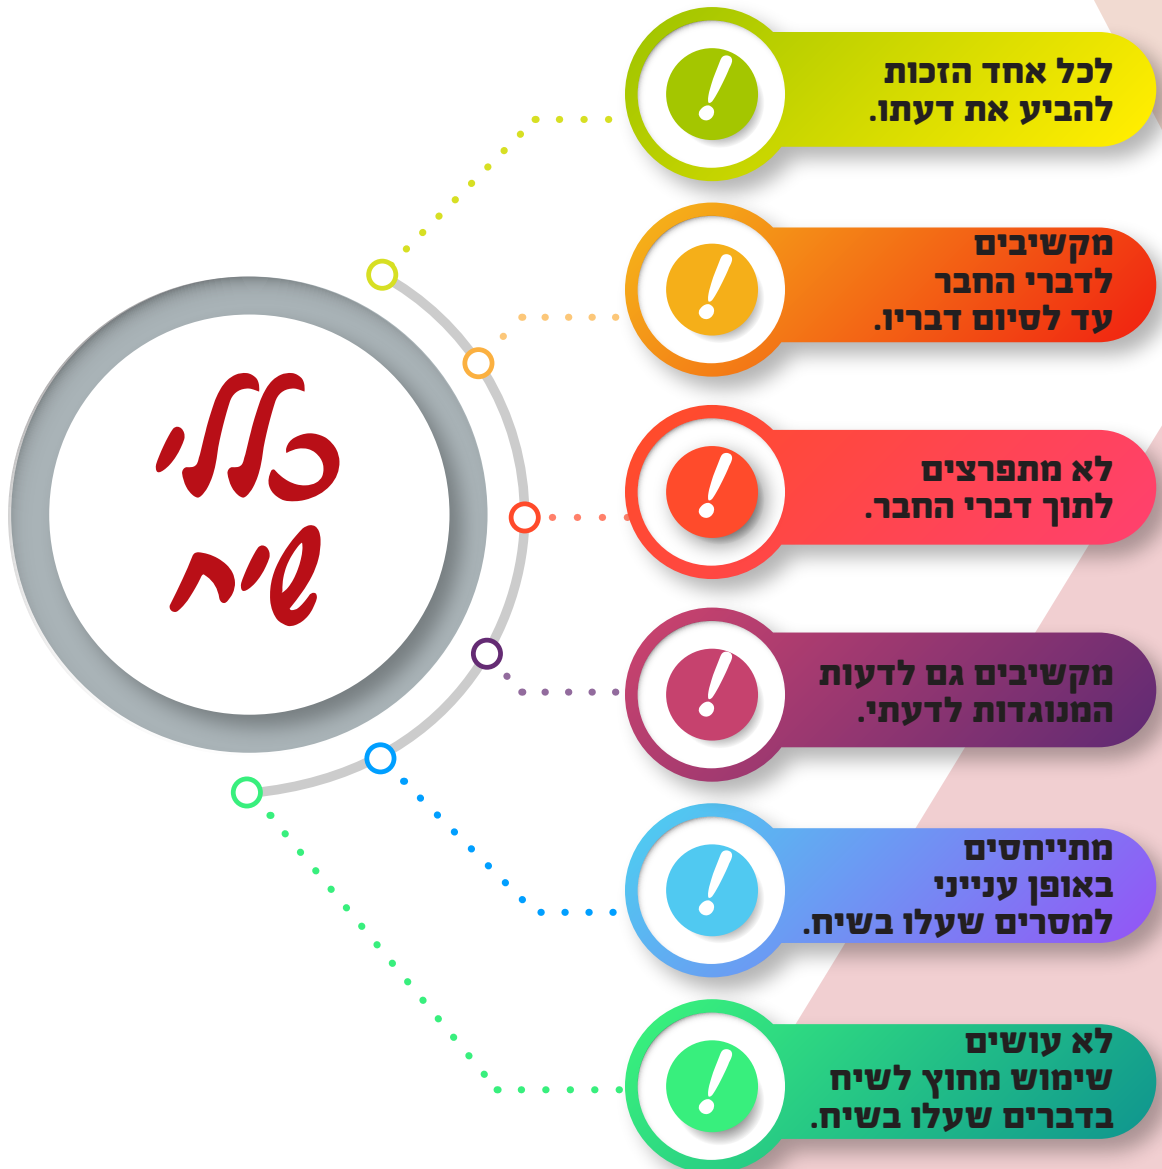 כללי
שיח
לכל אחד הזכות
להביע את דעתו.
מקשיבים
לדברי החבר
עד לסיום דבריו.
לא מתפרצים
לתוך דברי החבר.
מקשיבים גם לדעות
המנוגדות לדעתי.
מתייחסים
באופן ענייני
למסרים שעלו בשיח.
לא עושים
שימוש מחוץ לשיח
בדברים שעלו בשיח.